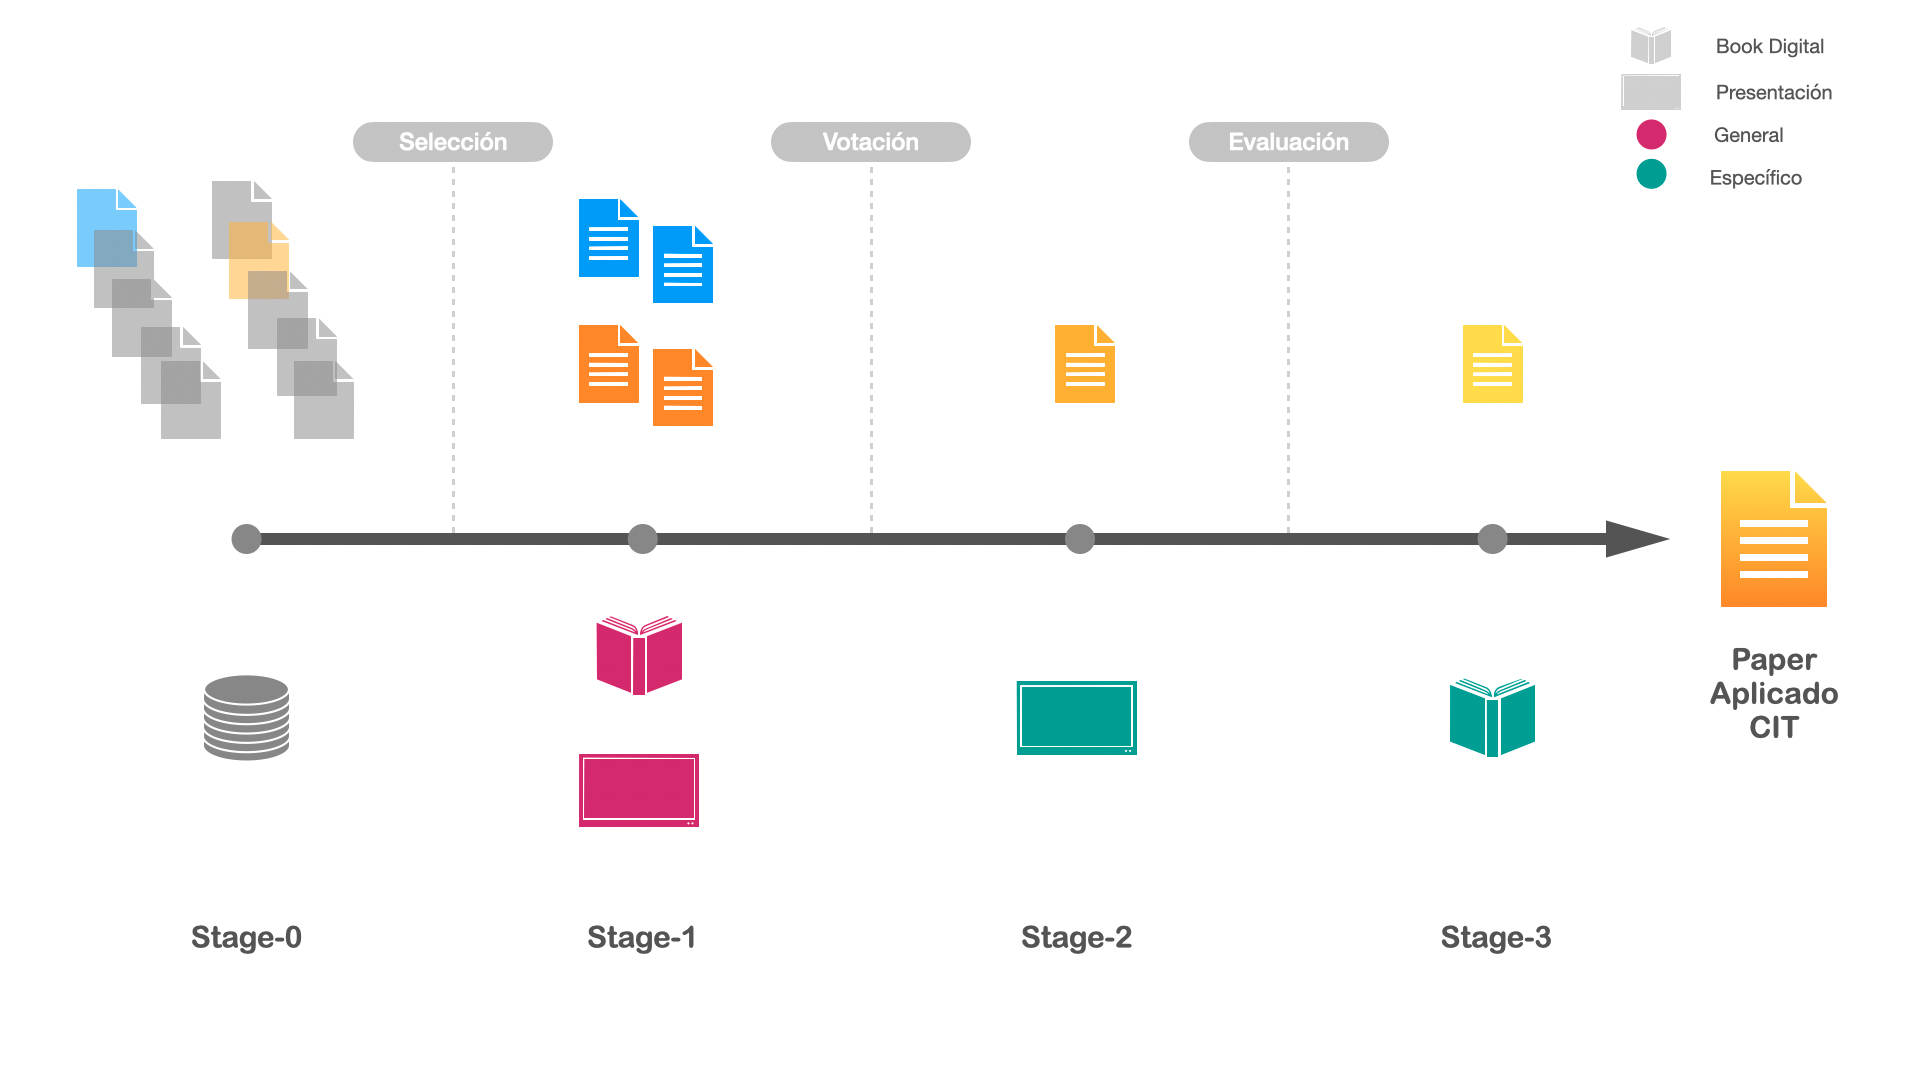 Book Digital
Presentación
General
Específico
Selección
Votación
Evaluación
Paper
Aplicado
CIT
Stage-0
Stage-1
Stage-2
Stage-3